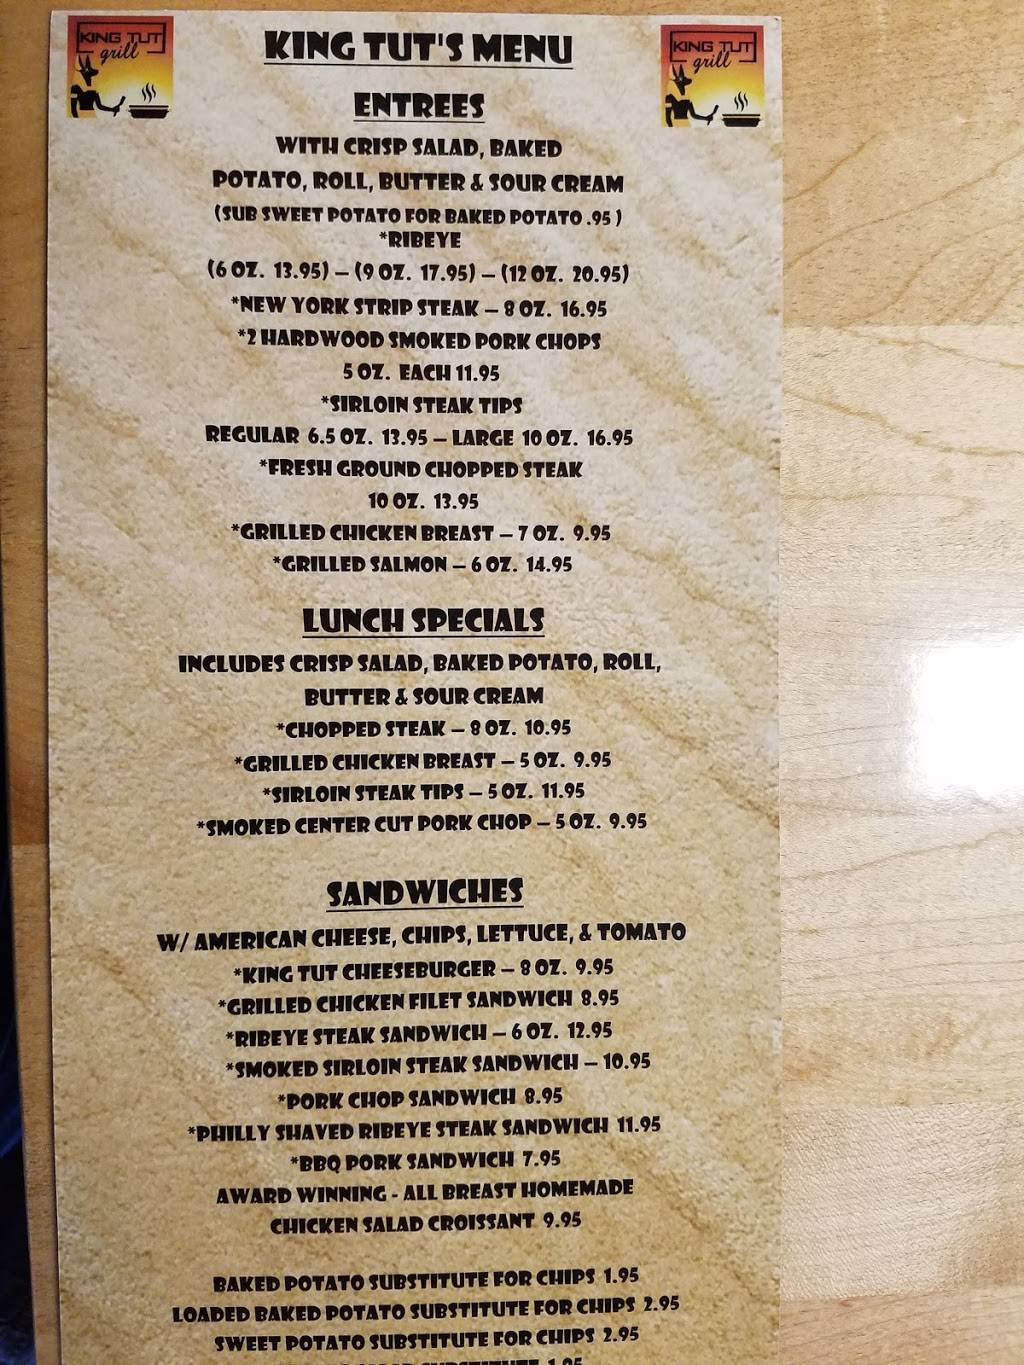 KING TUT grill
KING TUT grill
KING TUT'S MENU
ENTREES
WITH CRISP SALAD, BAKED
POTATO, ROLL, BUTTER & SOUR CREAM
(SUB SWEET POTATO FOR BAKED POTATO .95 )
*RIBEYE
(6 OZ. 13.95) – (9 OZ. 17.95) – (12 OZ. 20.95)
*NEW YORK STRIP STEAK – 8 OZ. 16.95
*2 HARDWOOD SMOKED PORK CHOPS
5 OZ. EACH 11.95
*SIRLOIN STEAK TIPS
REGULAR 6.5 OZ. 13.95 – LARGE 10 OZ. 16.95
*FRESH GROUND CHOPPED STEAK
10 OZ. 13.95
*GRILLED CHICKEN BREAST – 7 OZ. 9.95
*GRILLED SALMON – 6 OZ. 14.95
LUNCH SPECIALS
INCLUDES CRISP SALAD, BAKED POTATO, ROLL,
BUTTER & SOUR CREAM
*CHOPPED STEAK – 8 OZ. 10.95
*GRILLED CHICKEN BREAST – 5 OZ. 9.95
*SIRLOIN STEAK TIPS – 5 OZ. 11.95
*SMOKED CENTER CUT PORK CHOP – 5 OZ. 9.95
SANDWICHES
W/ AMERICAN CHEESE, CHIPS, LETTUCE, & TOMATO
*KING TUT CHEESEBURGER – 8 OZ. 9.95
*GRILLED CHICKEN FILET SANDWICH 8.95
*RIBEYE STEAK SANDWICH – 6 OZ. 12.95
*SMOKED SIRLOIN STEAK SANDWICH – 10.95
*PORK CHOP SANDWICH 8.95
*PHILLY SHAVED RIBEYE STEAK SANDWICH 11.95
*BBQ PORK SANDWICH 7.95
AWARD WINNING - ALL BREAST HOMEMADE
CHICKEN SALAD CROISSANT 9.95
BAKED POTATO SUBSTITUTE FOR CHIPS 1.95
LOADED BAKED POTATO SUBSTITUTE FOR CHIPS 2.95
SWEET POTATO SUBSTITUTE FOR CHIPS 2.95
SALAD SUBSTITUTE 1.95